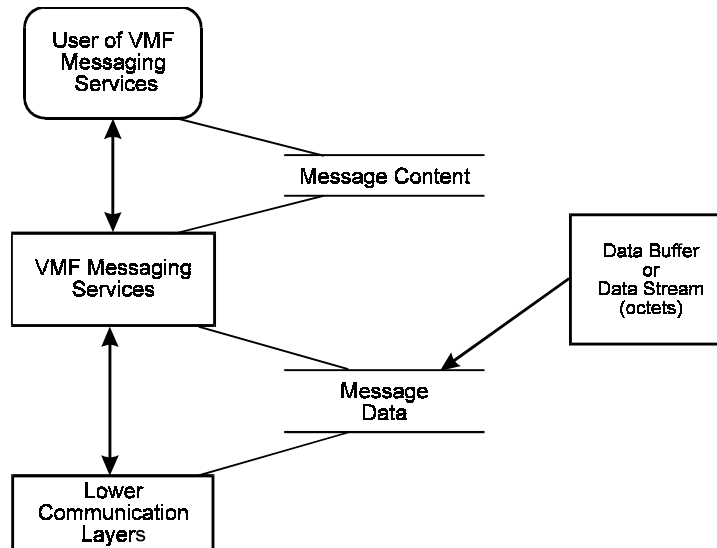 User of VMF
Messaging
Services
Message Content
VMF Messaging
Services
Data Buffer
or
Data Stream
(octets)
Message
Data
Lower
Communication
Layers